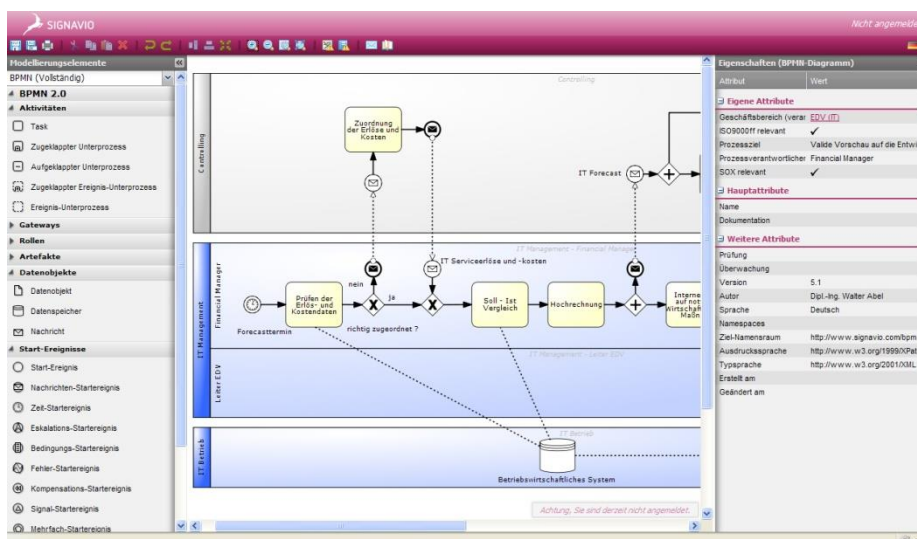 SIGNAVIO
Nicht angemelde
Modellierungselemente
BPMN (Vollständig)
BPMN 2.0
Aktivitäten
Task
Zugeklappter Unterprozess
Aufgeklappter Unterprozess
Zugeklappter Ereignis-Unterprozess
Ereignis-Unterprozess
Gateways
Rollen
Artefakte
Datenobjekte
Datenobjekt
Datenspeicher
Nachricht
Start-Ereignisse
Start-Ereignis
Nachrichten-Startereignis
Zeit-Startereignis
Eskalations-Startereignis
Bedingungs-Startereignis
Fehler-Startereignis
Kompensations-Startereignis
Signal-Startereignis
Mehrfach-Startereignis
Controlling
Controlling
Zuordnung
der Erlöse und
Kosten
IT Forecast
IT Management - Financial Manager
IT Management
Financial Manager
IT Serviceerlöse und -kosten
nein
ja
Prüfen der
Erlös- und
Kostendaten
Soll - Ist
Vergleich
Hochrechnung
Interne
auf not
Wirtschaf
Maßn
Forecasttermin
richtig zugeordnet ?
IT Management - Leiter EDV
Leiter EDV
IT Betrieb
IT Betrieb
Betriebswirtschaftliches System
Achtung, Sie sind derzeit nicht angemeldet.
Eigenschaften (BPMN-Diagramm)
Attribut Wert
Eigene Attribute
Geschäftsbereich (verar EDV (IT)
ISO9000ff relevant ✓
Prozessziel Valide Vorschau auf die Entwi
Prozessverantwortlicher Financial Manager
SOX relevant ✓
Hauptattribute
Name
Dokumentation
Weitere Attribute
Prüfung
Überwachung
Version 5.1
Autor Dipl.-Ing. Walter Abel
Sprache Deutsch
Namespaces
Ziel-Namensraum http://www.signavio.com/bpm
Ausdruckssprache http://www.w3.org/1999/XPat
Typsprache http://www.w3.org/2001/XML
Erstellt am
Geändert am